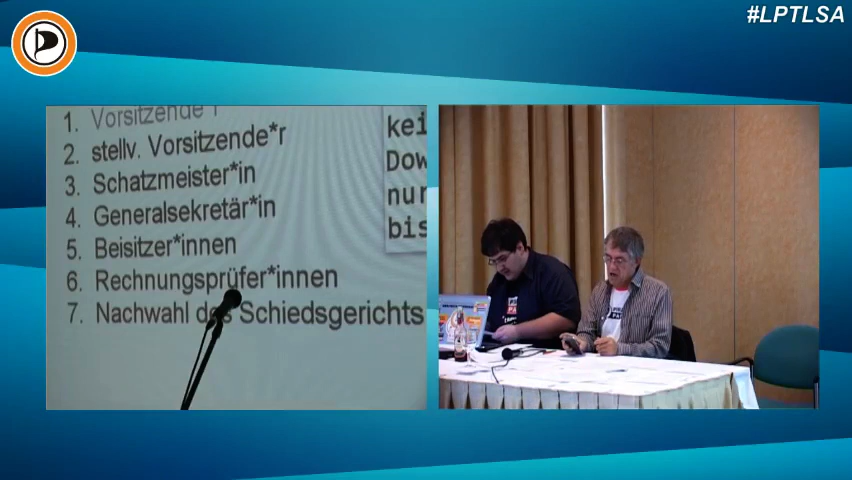 #LPTLSA
1. Vorsitzende*r
2. stellv. Vorsitzende*r
3. Schatzmeister*in
4. Generalsekretär*in
5. Beisitzer*innen
6. Rechnungsprüfer*innen
7. Nachwahl des Schiedsgerichts
kei
Dow
nur
bis